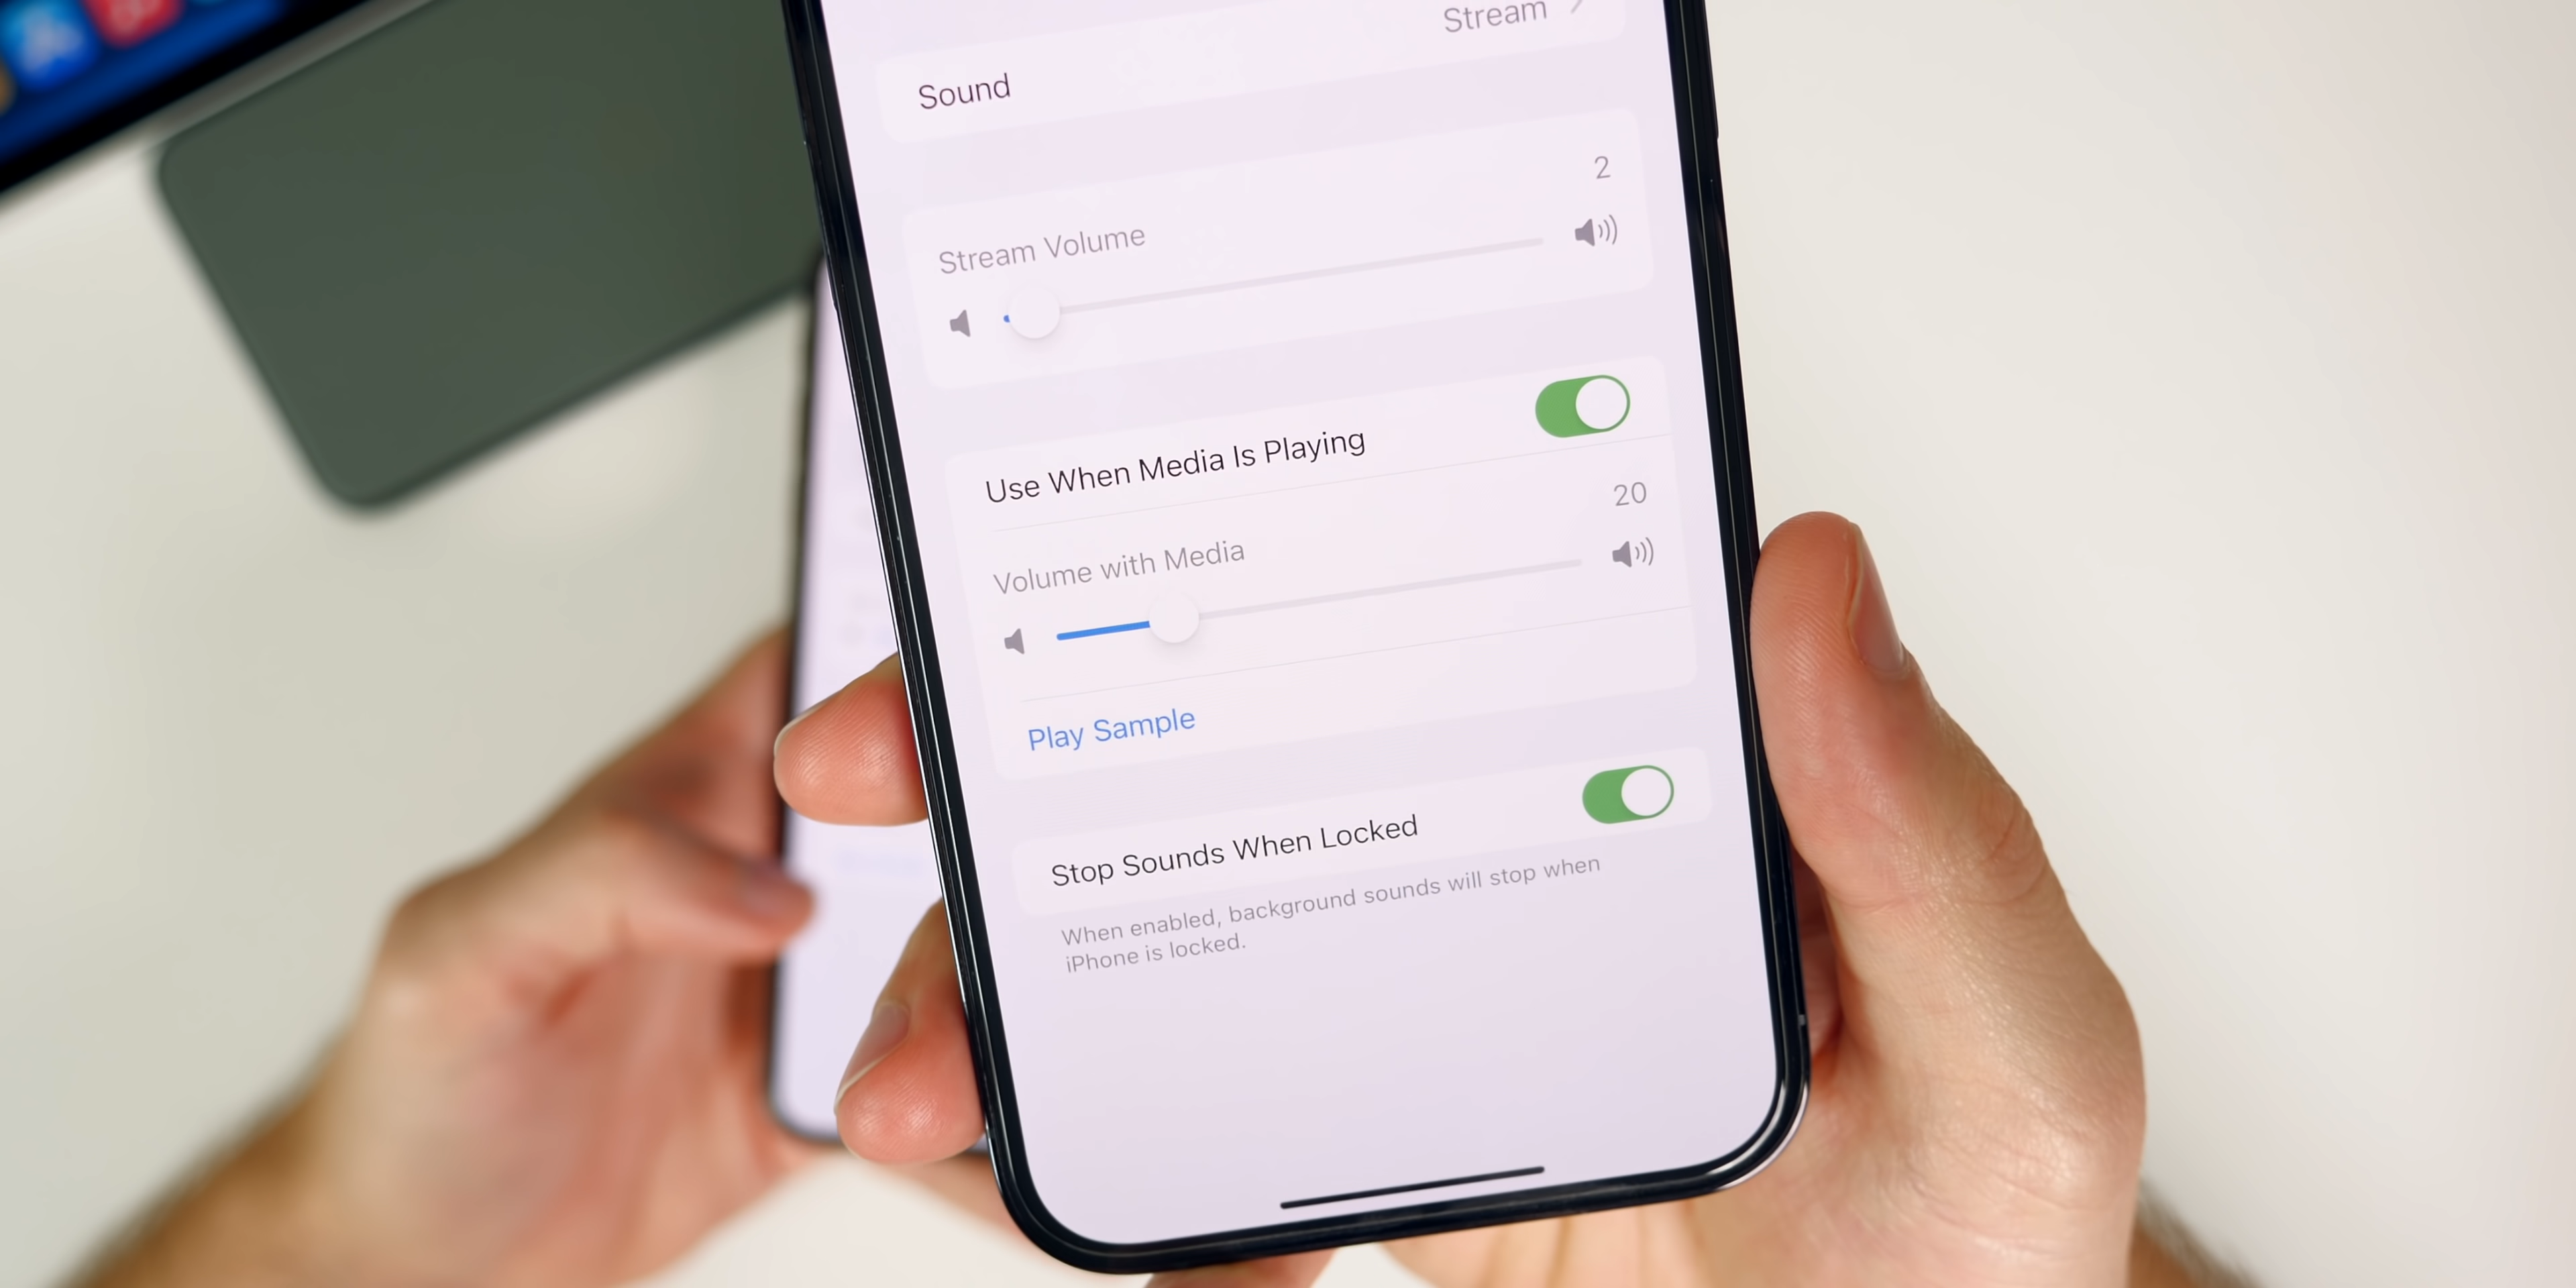 Stream
Sound
2
Stream Volume
Use When Media Is Playing
20
Volume with Media
Play Sample
Stop Sounds When Locked
When enabled, background sounds will stop when
iPhone is locked.